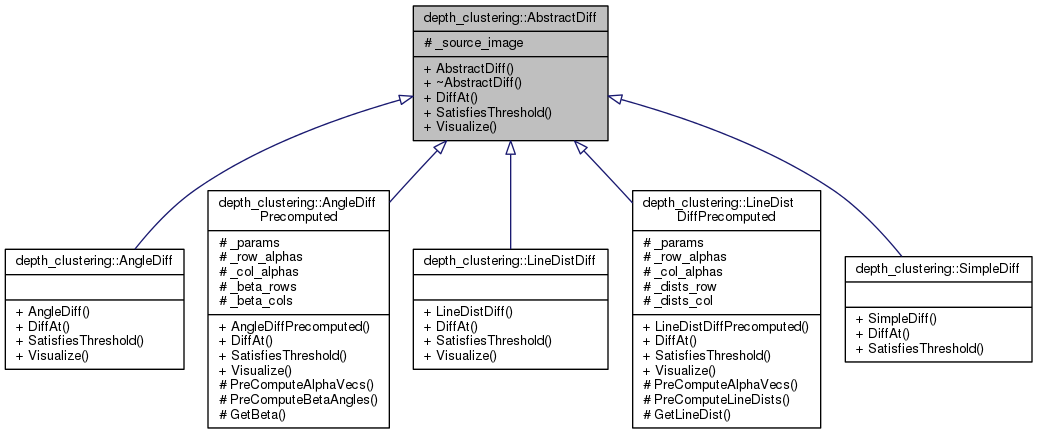 depth_clustering::AbstractDiff
# _source_image
+ AbstractDiff()
+ ~AbstractDiff()
+ DiffAt()
+ SatisfiesThreshold()
+ Visualize()
depth_clustering::AngleDiff
+ AngleDiff()
+ DiffAt()
+ SatisfiesThreshold()
+ Visualize()
depth_clustering::AngleDiff
Precomputed
# _params
# _row_alphas
# _col_alphas
# _beta_rows
# _beta_cols
+ AngleDiffPrecomputed()
+ DiffAt()
+ SatisfiesThreshold()
+ Visualize()
# PreComputeAlphaVecs()
# PreComputeBetaAngles()
# GetBeta()
depth_clustering::LineDistDiff
+ LineDistDiff()
+ DiffAt()
+ SatisfiesThreshold()
+ Visualize()
depth_clustering::LineDist
DiffPrecomputed
# _params
# _row_alphas
# _col_alphas
# _dists_row
# _dists_col
+ LineDistDiffPrecomputed()
+ DiffAt()
+ SatisfiesThreshold()
+ Visualize()
# PreComputeAlphaVecs()
# PreComputeLineDists()
# GetLineDist()
depth_clustering::SimpleDiff
+ SimpleDiff()
+ DiffAt()
+ SatisfiesThreshold()